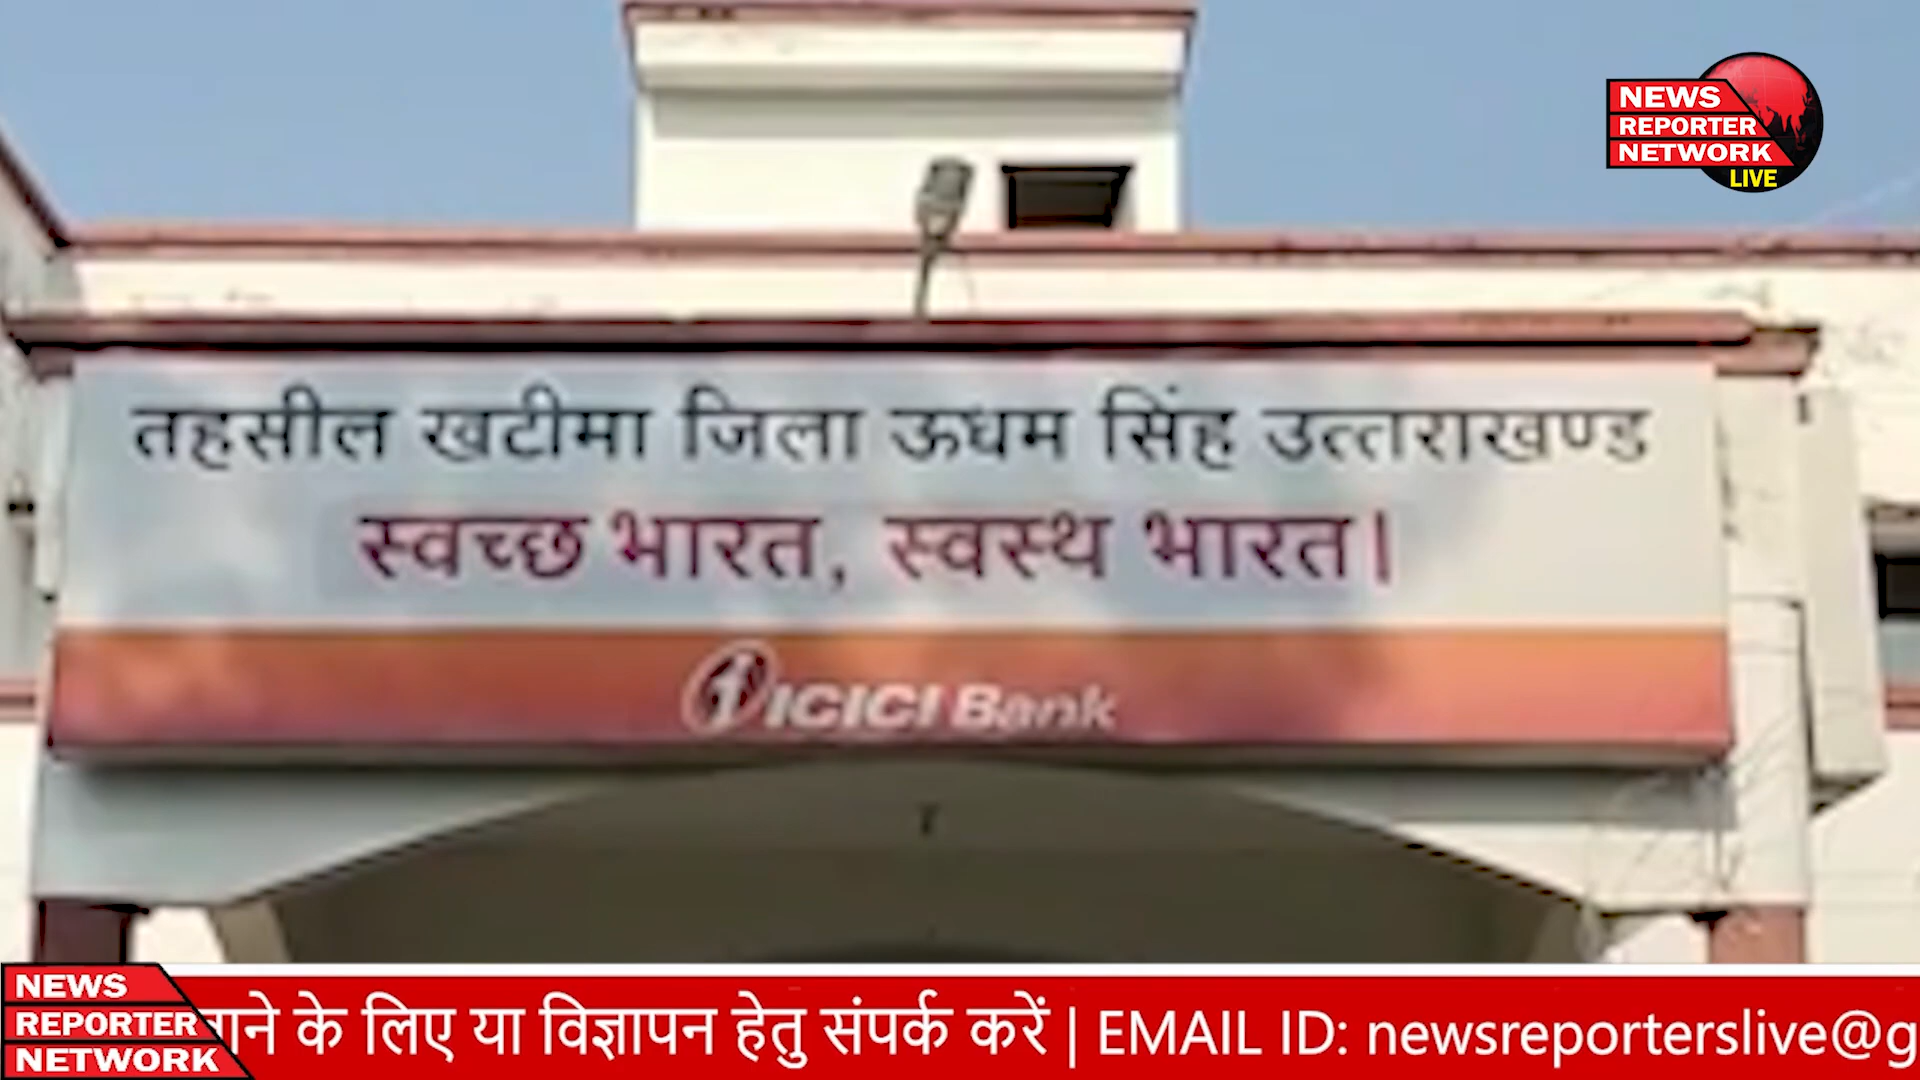 NEWS
REPORTER
NETWORK
LIVE
तहसील खटीमा जिला ऊधम सिंह उत्तराखण्ड
स्वच्छ भारत, स्वस्थ भारत।
ICICI Bank
NEWS
REPORTER
NETWORK
के लिए या विज्ञापन हेतु संपर्क करें | EMAIL ID: newsreporterslive@g